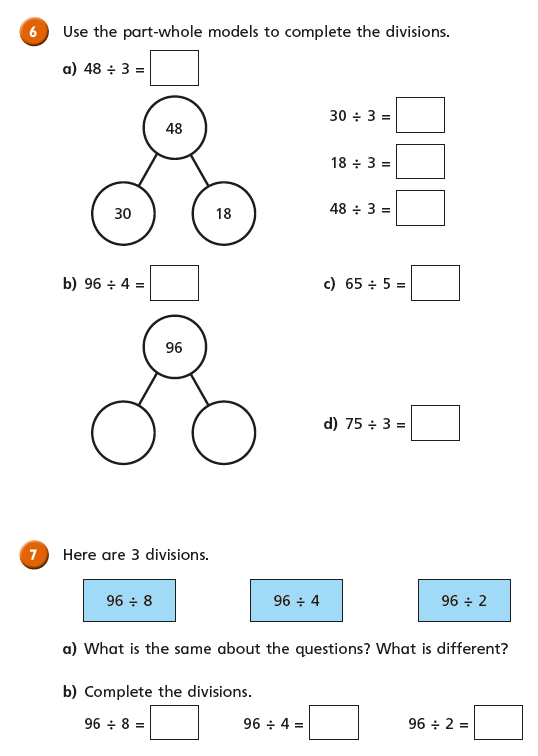 6 Use the part-whole models to complete the divisions.
a) 48 ÷ 3 =
48
30 18
30 ÷ 3 =
18 ÷ 3 =
48 ÷ 3 =
b) 96 ÷ 4 =
96
c) 65 ÷ 5 =
d) 75 ÷ 3 =
7 Here are 3 divisions.
96 ÷ 8 96 ÷ 4 96 ÷ 2
a) What is the same about the questions? What is different?
b) Complete the divisions.
96 ÷ 8 = 96 ÷ 4 = 96 ÷ 2 =